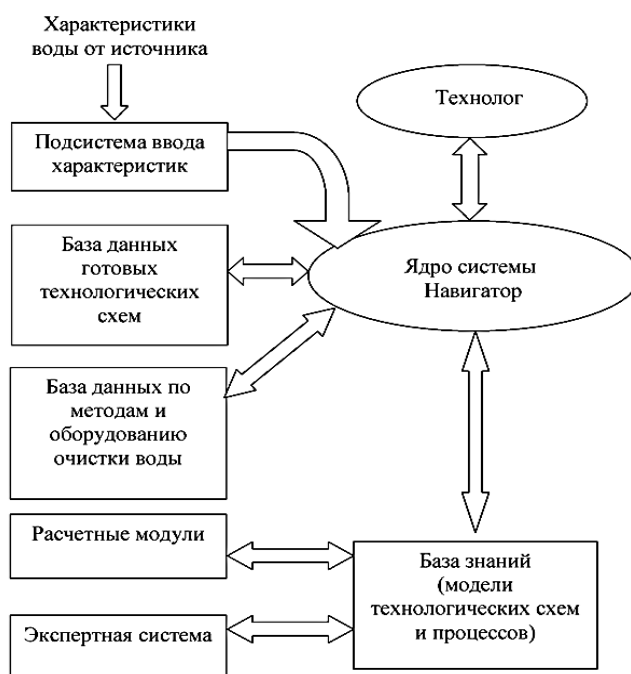 Характеристики
воды от источника
Технолог
Подсистема ввода
характеристик
База данных
готовых
технологических
схем
Ядро системы
Навигатор
База данных по
методам и
оборудованию
очистки воды
Расчетные модули
База знаний
(модели
технологических схем
и процессов)
Экспертная система